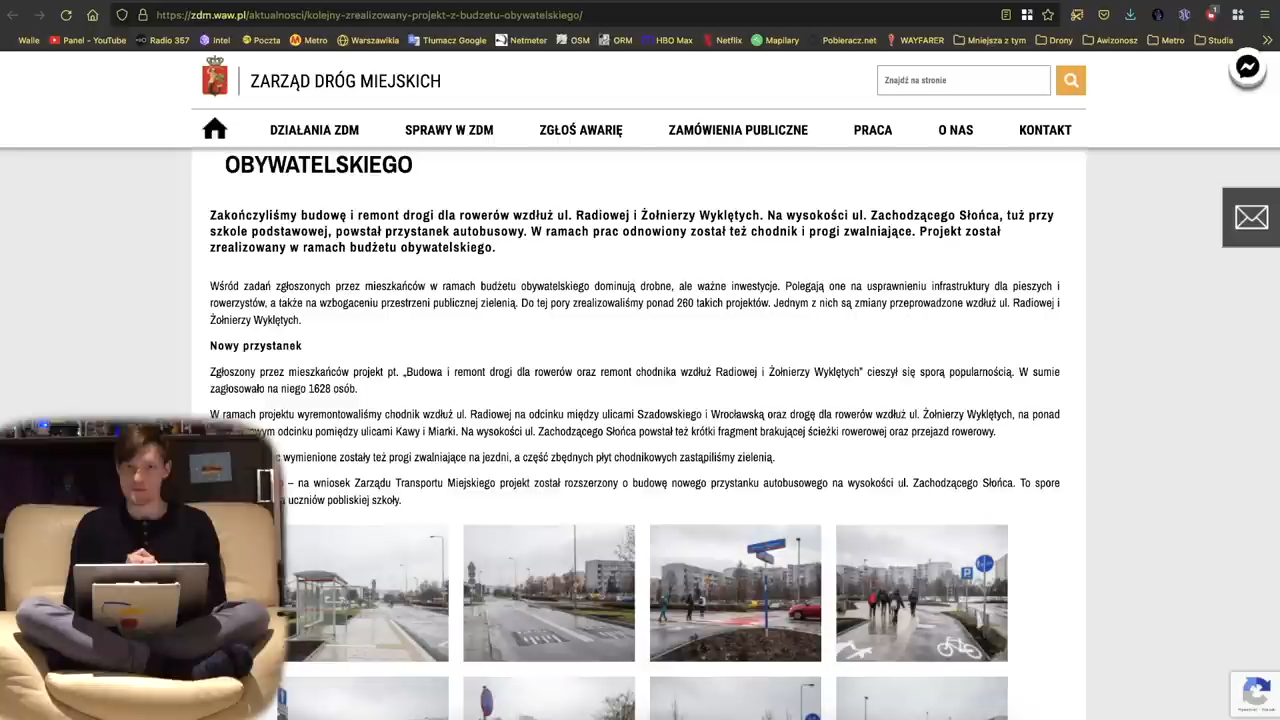 https://zdm.waw.pl/aktualnosci/kolejny-zrealizowany-projekt-z-budzetu-obywatelskiego/
Walle Panel - YouTube Radio 357 Intel Poczta Metro Warszawikia Tłumacz Google Netmeter OSM ORM HBO Max Netflix Mapilary Pobieracz.net WAYFARER Mniejsza z tym Drony Awizonosz Metro Studia
ZARZĄD DRÓG MIEJSKICH
Znajdź na stronie
DZIAŁANIA ZDM SPRAWY W ZDM ZGŁOŚ AWARIĘ ZAMÓWIENIA PUBLICZNE PRACA O NAS KONTAKT
OBYWATELSKIEGO
Zakończyliśmy budowę i remont drogi dla rowerów wzdłuż ul. Radiowej i Żołnierzy Wyklętych. Na wysokości ul. Zachodzącego Słońca, tuż przy
szkole podstawowej, powstał przystanek autobusowy. W ramach prac odnowiony został też chodnik i progi zwalniające. Projekt został
zrealizowany w ramach budżetu obywatelskiego.
Wśród zadań zgłoszonych przez mieszkańców w ramach budżetu obywatelskiego dominują drobne, ale ważne inwestycje. Polegają one na usprawnieniu infrastruktury dla pieszych i
rowerzystów, a także na wzbogaceniu przestrzeni publicznej zielenią. Do tej pory zrealizowaliśmy ponad 260 takich projektów. Jednym z nich są zmiany przeprowadzone wzdłuż ul. Radiowej i
Żołnierzy Wyklętych.
Nowy przystanek
Zgłoszony przez mieszkańców projekt pt. „Budowa i remont drogi dla rowerów oraz remont chodnika wzdłuż Radiowej i Żołnierzy Wyklętych” cieszył się sporą popularnością. W sumie
zagłosowało na niego 1628 osób.
W ramach projektu wyremontowaliśmy chodnik wzdłuż ul. Radiowej na odcinku między ulicami Szadowskiego i Wrocławską oraz drogę dla rowerów wzdłuż ul. Żołnierzy Wyklętych, na ponad
odcinku pomiędzy ulicami Kawy i Miarki. Na wysokości ul. Zachodzącego Słońca powstał też krótki fragment brakującej ścieżki rowerowej oraz przejazd rowerowy.
wymienione zostały też progi zwalniające na jezdni, a część zbędnych płyt chodnikowych zastąpiliśmy zielenią.
– na wniosek Zarządu Transportu Miejskiego projekt został rozszerzony o budowę nowego przystanku autobusowego na wysokości ul. Zachodzącego Słońca. To spore
uczniów pobliskiej szkoły.